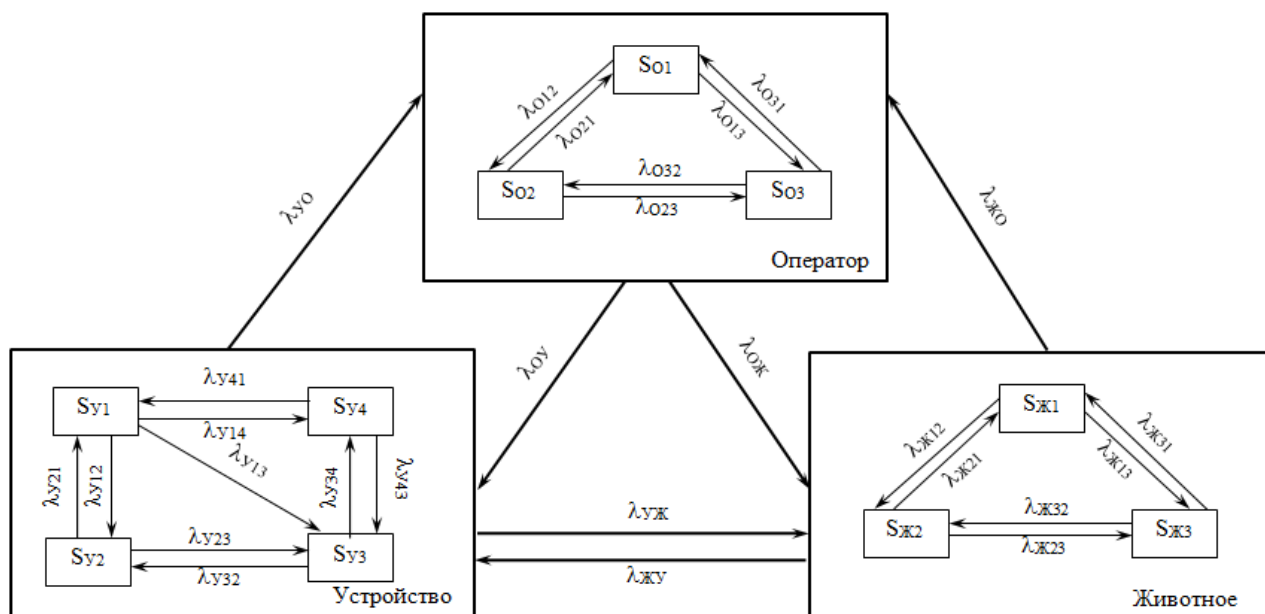 SО1
λО12
λО21
λО31
λО13
SО2
λО32
λО23
SО3
Оператор
λУО
λЖО
λОУ
λОЖ
SУ1
λУ41
λУ14
SУ4
λУ13
λУ21
λУ12
λУ34
λУ43
SУ2
λУ23
λУ32
SУ3
Устройство
λУЖ
λЖУ
SЖ1
λЖ12
λЖ21
λЖ31
λЖ13
SЖ2
λЖ32
λЖ23
SЖ3
Животное